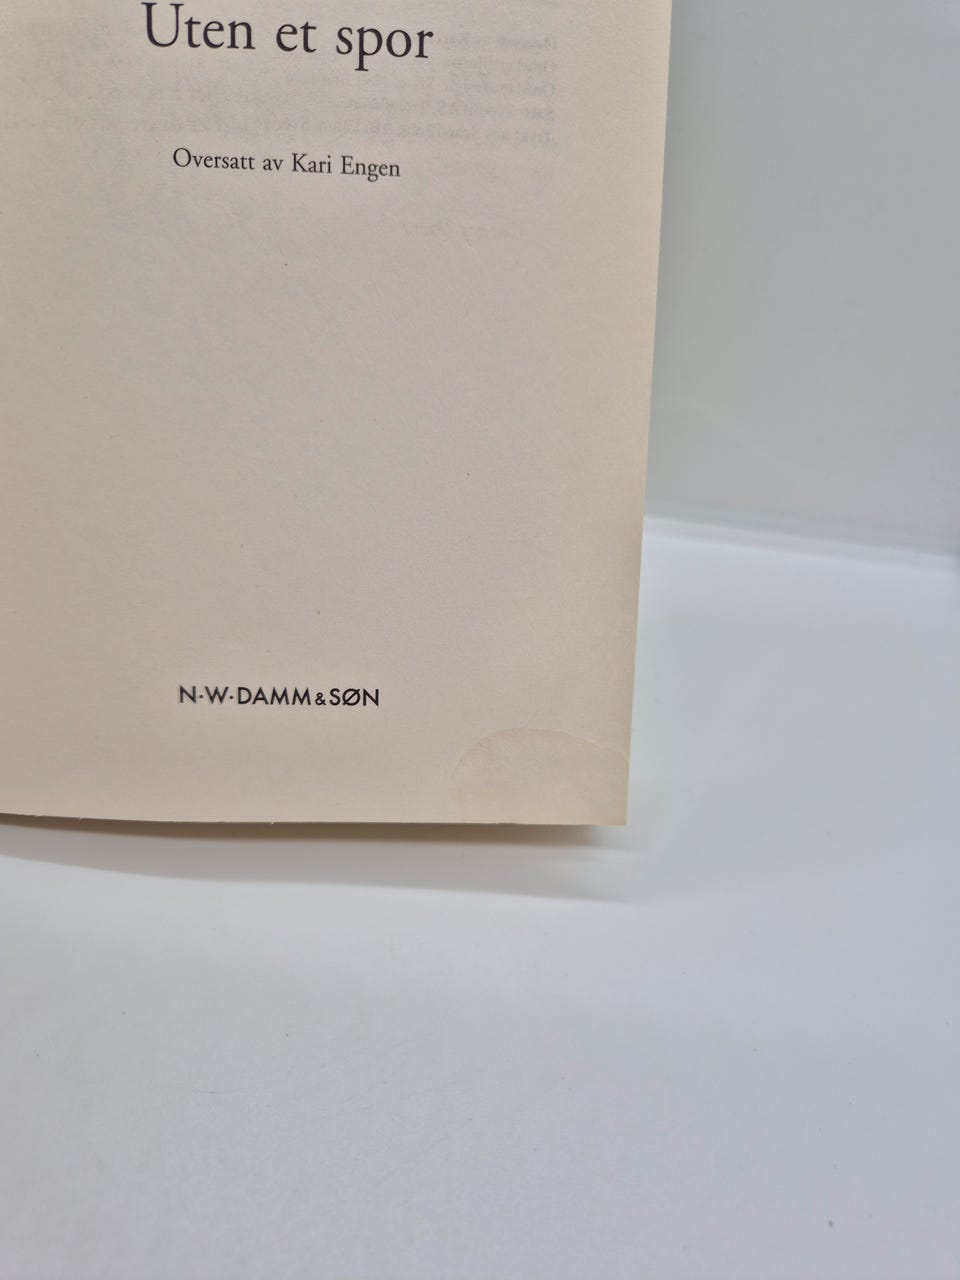 Uten et spor
Oversatt av Kari Engen
N·W·DAMM & SØN